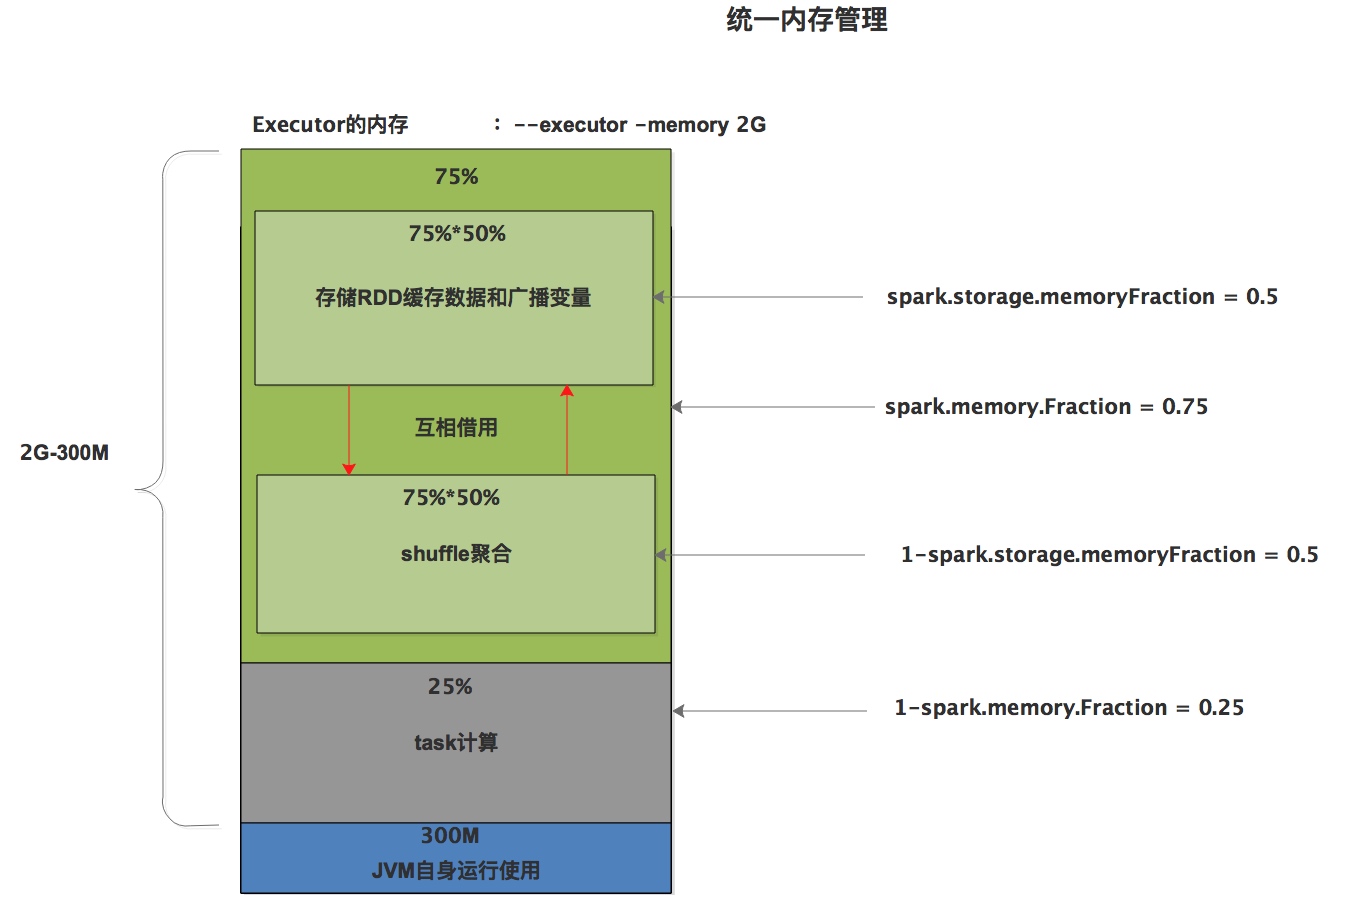 统一内存管理
Executor的内存 : --executor -memory 2G
75%
75%*50%
存储RDD缓存数据和广播变量
spark.storage.memoryFraction = 0.5
spark.memory.Fraction = 0.75
互相借用
2G-300M
75%*50%
shuffle聚合
1-spark.storage.memoryFraction = 0.5
25%
1-spark.memory.Fraction = 0.25
task计算
300M
JVM自身运行使用